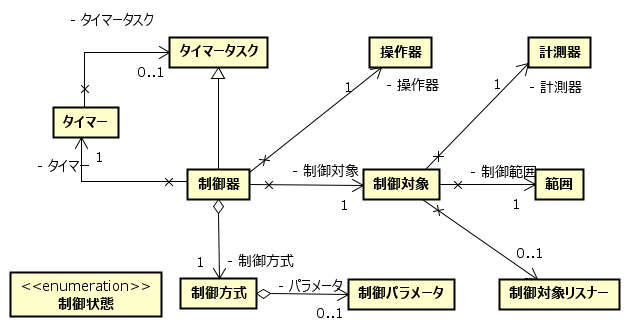 - タイマータスク
タイマータスク
0..1
操作器
1
- 操作器
計測器
1
- 計測器
タイマー
- タイマー
1
制御器
- 制御対象
1
制御対象
- 制御範囲
1
範囲
1
- 制御方式
0..1
制御方式
- パラメータ
0..1
制御パラメータ
制御対象リスナー
<<enumeration>>
制御状態